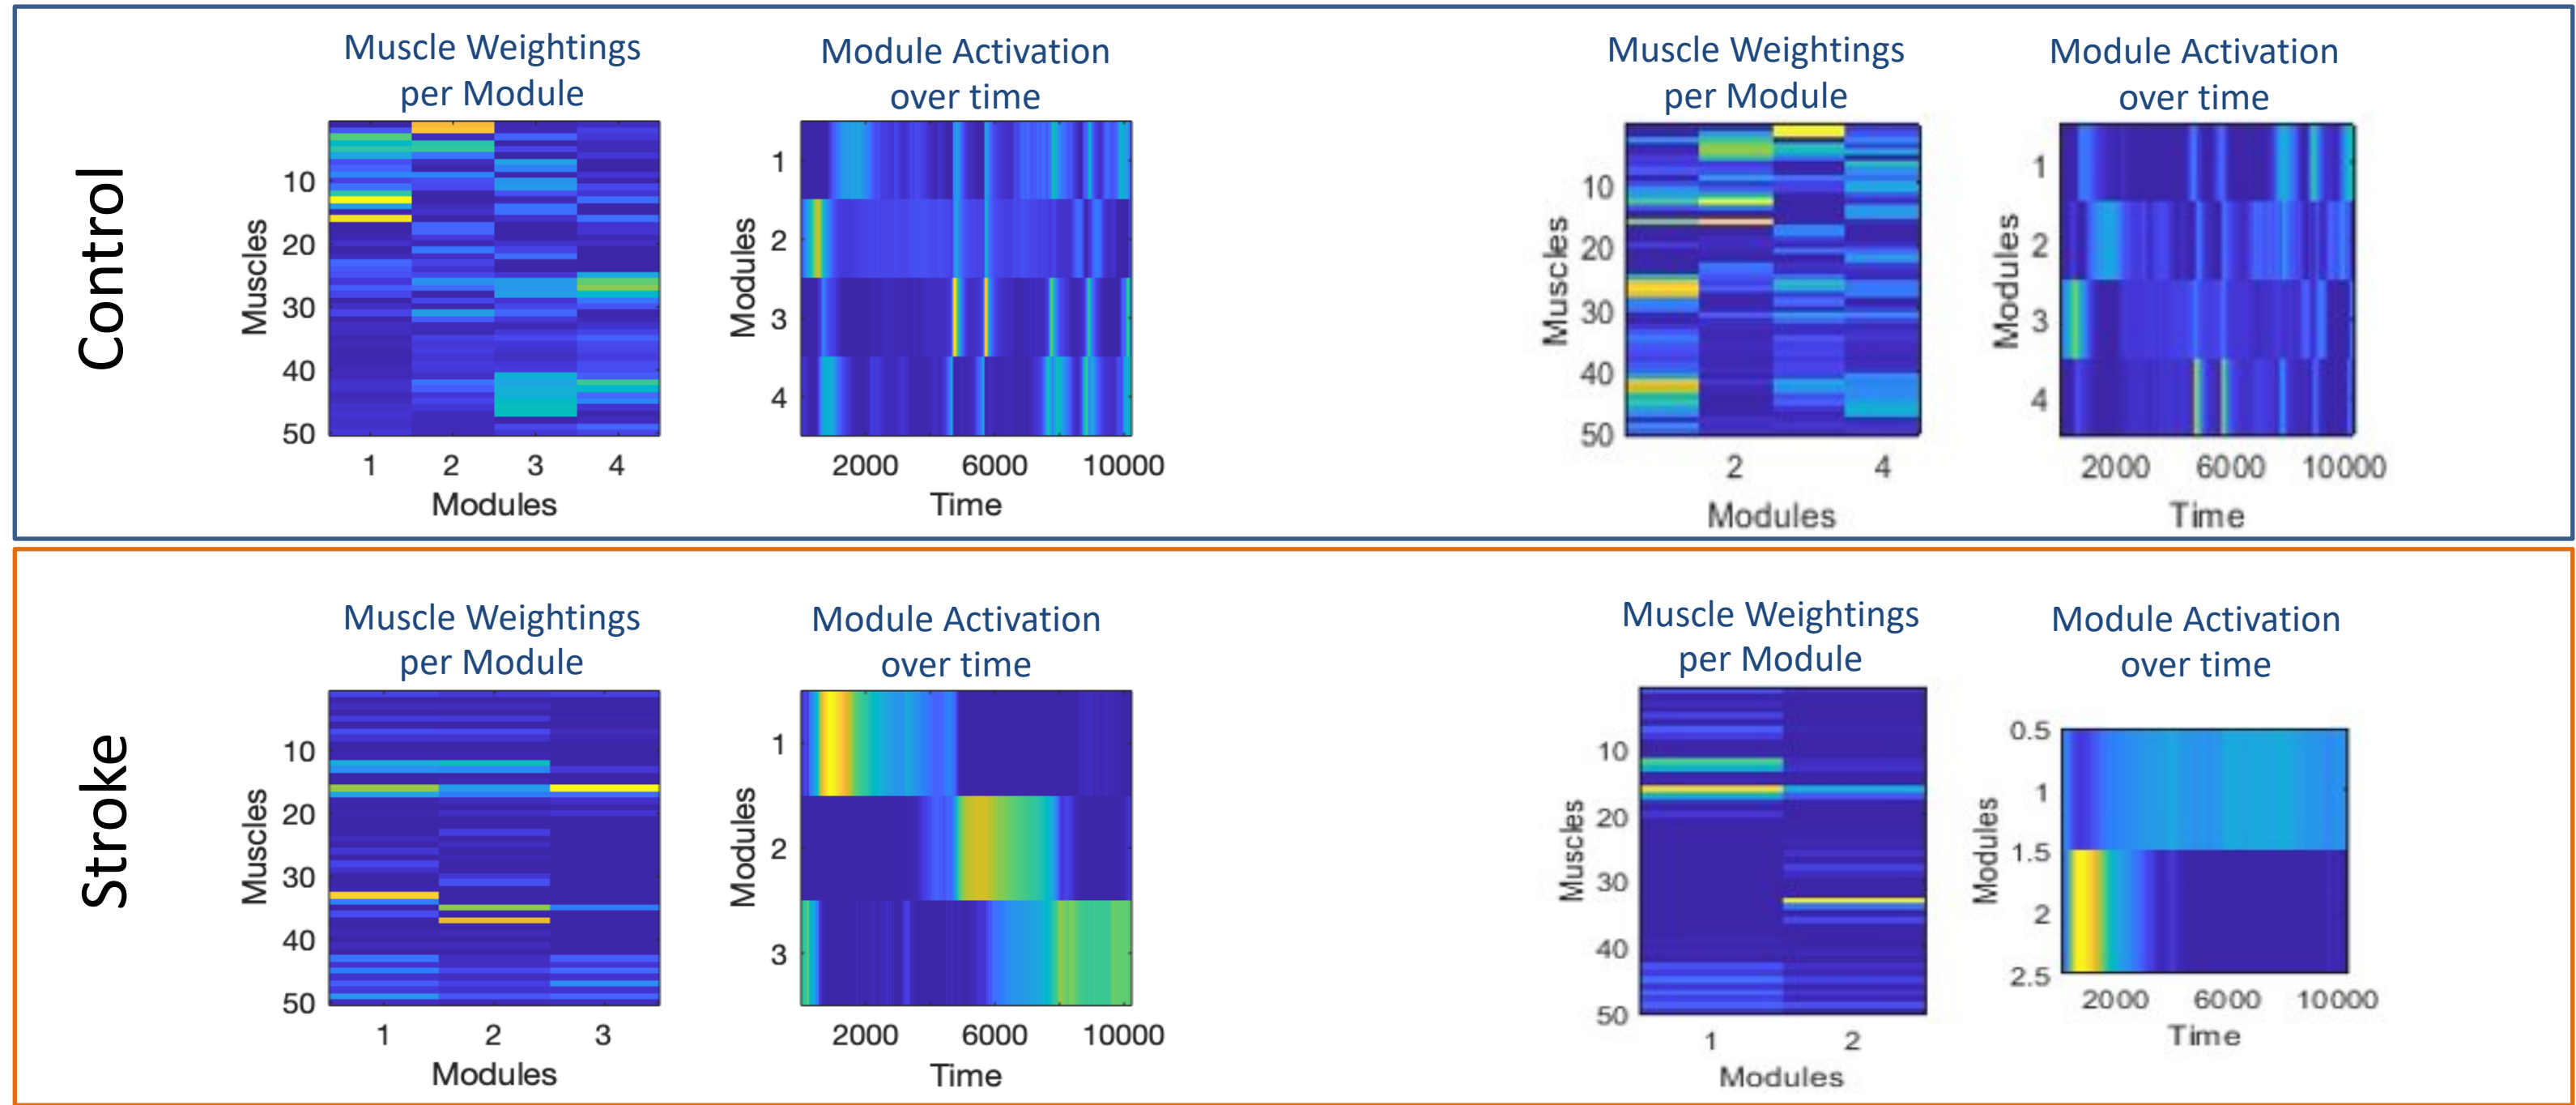 Control
Muscle Weightings
per Module
Muscles
10
20
30
40
50
1 2 3 4
Modules
Module Activation
over time
Modules
1
2
3
4
2000 6000 10000
Time
Muscle Weightings
per Module
Muscles
10
20
30
40
50
2 4
Modules
Module Activation
over time
Modules
1
2
3
4
2000 6000 10000
Time
Stroke
Muscle Weightings
per Module
Muscles
10
20
30
40
50
1 2 3
Modules
Module Activation
over time
Modules
1
2
3
2000 6000 10000
Time
Muscle Weightings
per Module
Muscles
10
20
30
40
50
1 2
Modules
Module Activation
over time
Modules
0.5
1
1.5
2
2.5
2000 6000 10000
Time